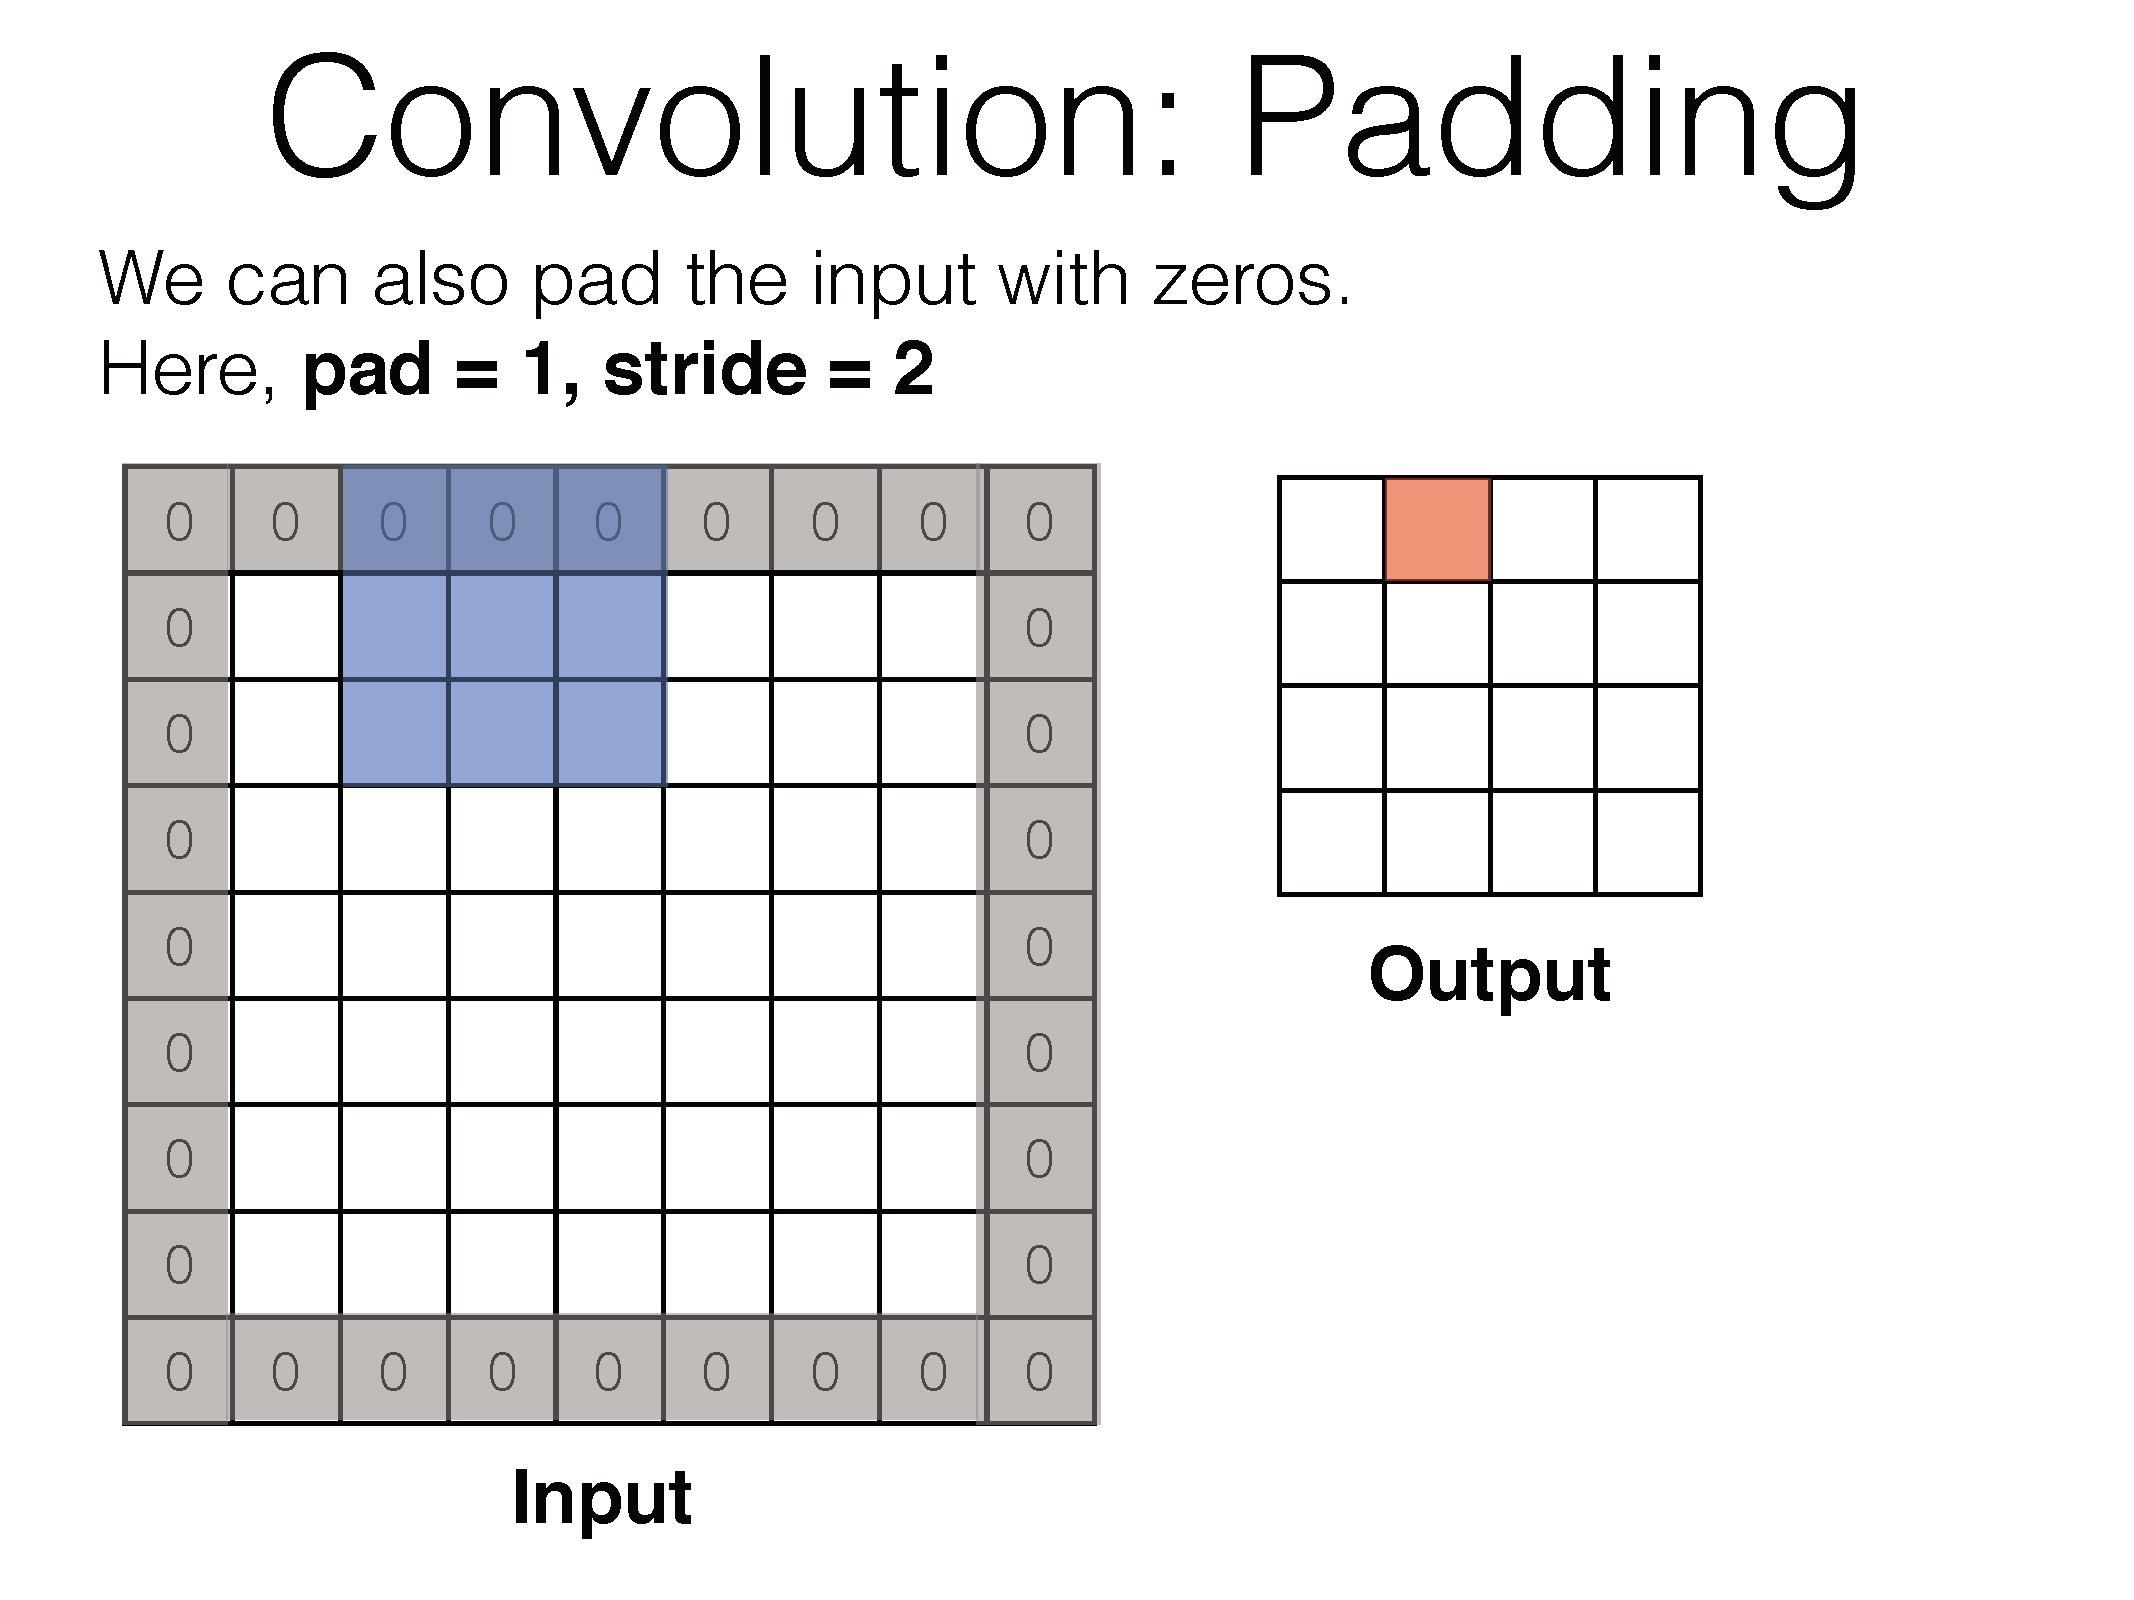 Convolution: Padding
We can also pad the input with zeros.
Here, pad = 1, stride = 2
0 0 0 0 0 0 0 0 0
0 0
0 0
0 0
0 0
0 0
0 0
0 0
0 0 0 0 0 0 0 0 0
Output
Input